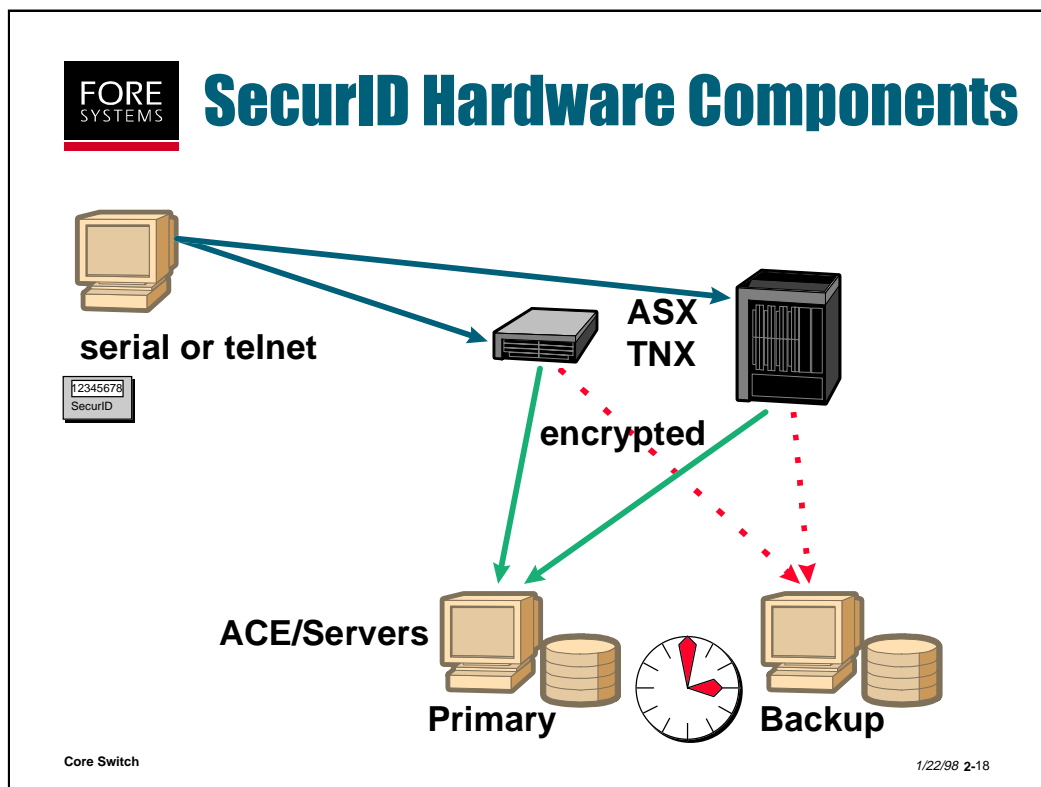 FORE
SYSTEMS
SecurID Hardware Components
ASX
TNX
serial or telnet
12345678
SecurID
encrypted
ACE/Servers
Primary
Backup
Core Switch
1/22/98 2-18